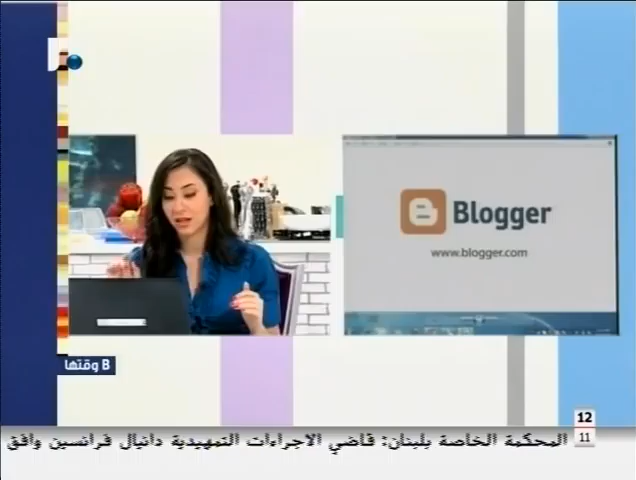 Blogger
www.blogger.com
B وقتها
12
11
المحكمة الخاصة بلبنان: قاضي الاجراءات التمهيدية دانيال فرانسين وافق